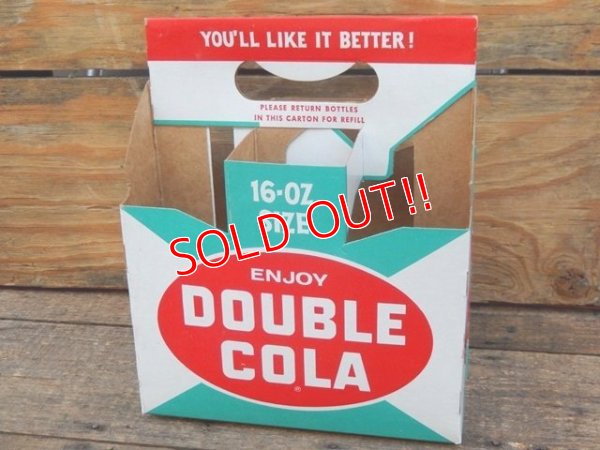 YOU'LL LIKE IT BETTER!
PLEASE RETURN BOTTLES
IN THIS CARTON FOR REFILL
16-OZ
SIZE
SOLD OUT!!
ENJOY
DOUBLE
COLA
®